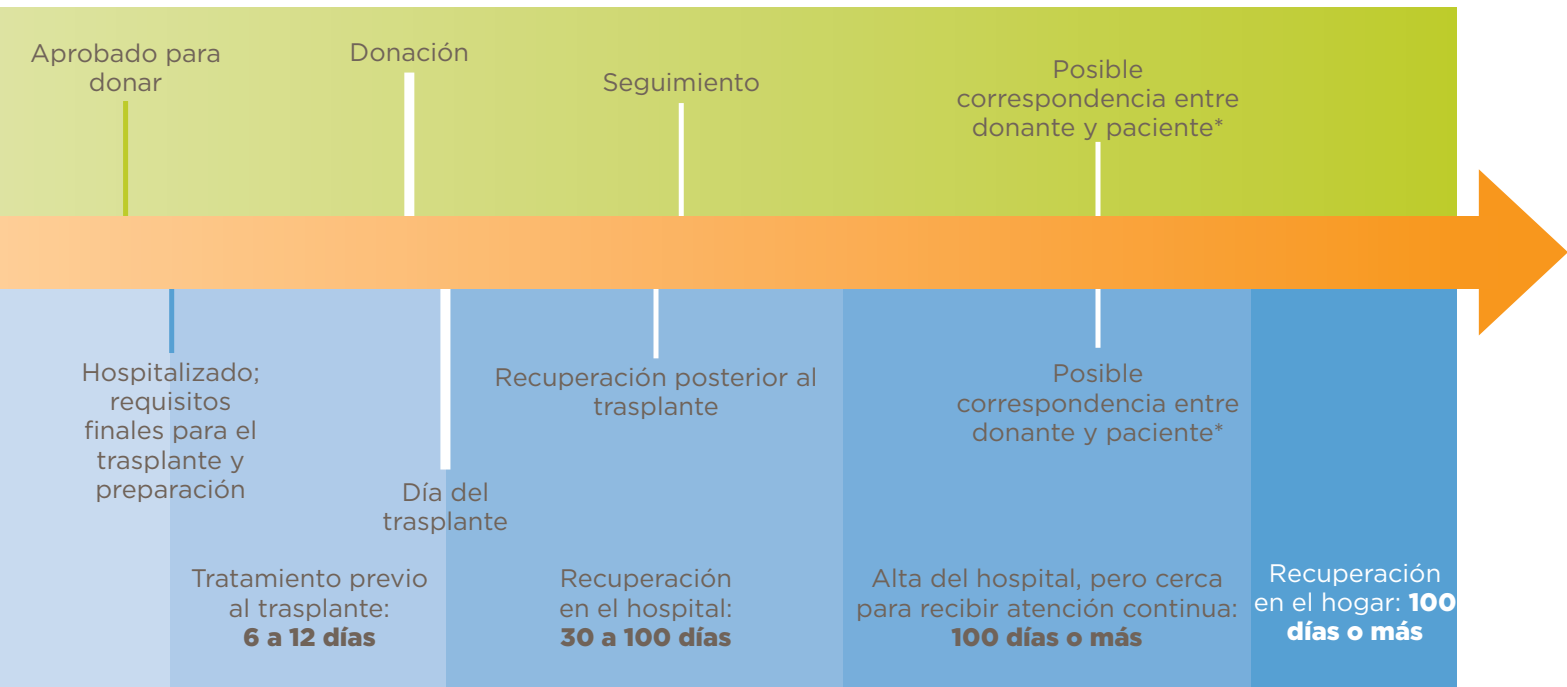 Aprobado para
donar
Donación
Seguimiento
Posible
correspondencia entre
donante y paciente*
Hospitalizado;
requisitos
finales para el
trasplante y
preparación
Día del
trasplante
Recuperación posterior al
trasplante
Posible
correspondencia entre
donante y paciente*
Tratamiento previo
al trasplante:
6 a 12 días
Recuperación
en el hospital:
30 a 100 días
Alta del hospital, pero cerca
para recibir atención continua:
100 días o más
Recuperación
en el hogar: 100
días o más